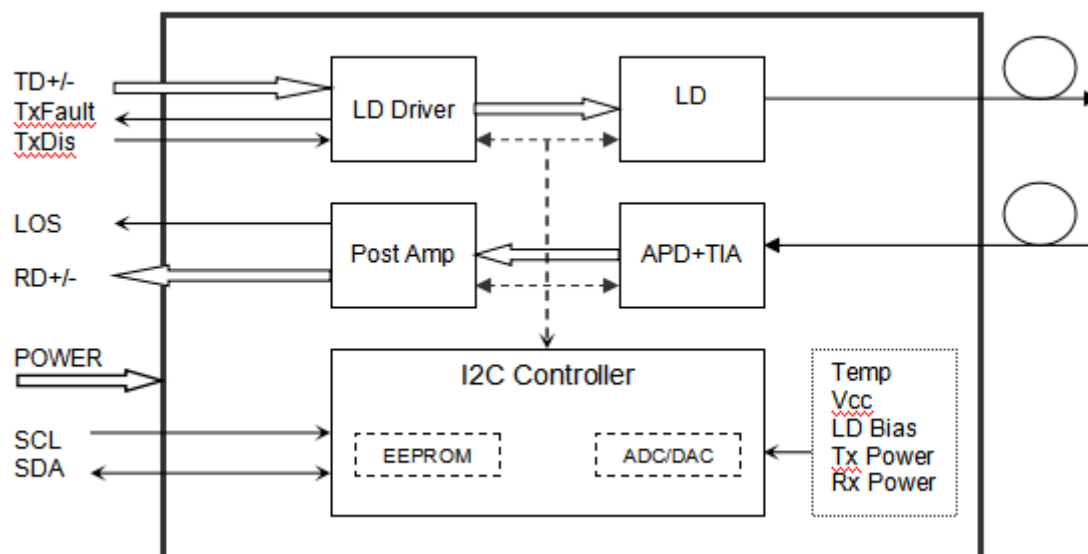 TD+/-
TxFault
TxDis
LD Driver
LD
LOS
RD+/-
Post Amp
APD+TIA
POWER
SCL
SDA
I2C Controller
EEPROM
ADC/DAC
Temp
Vcc
LD Bias
Tx Power
Rx Power